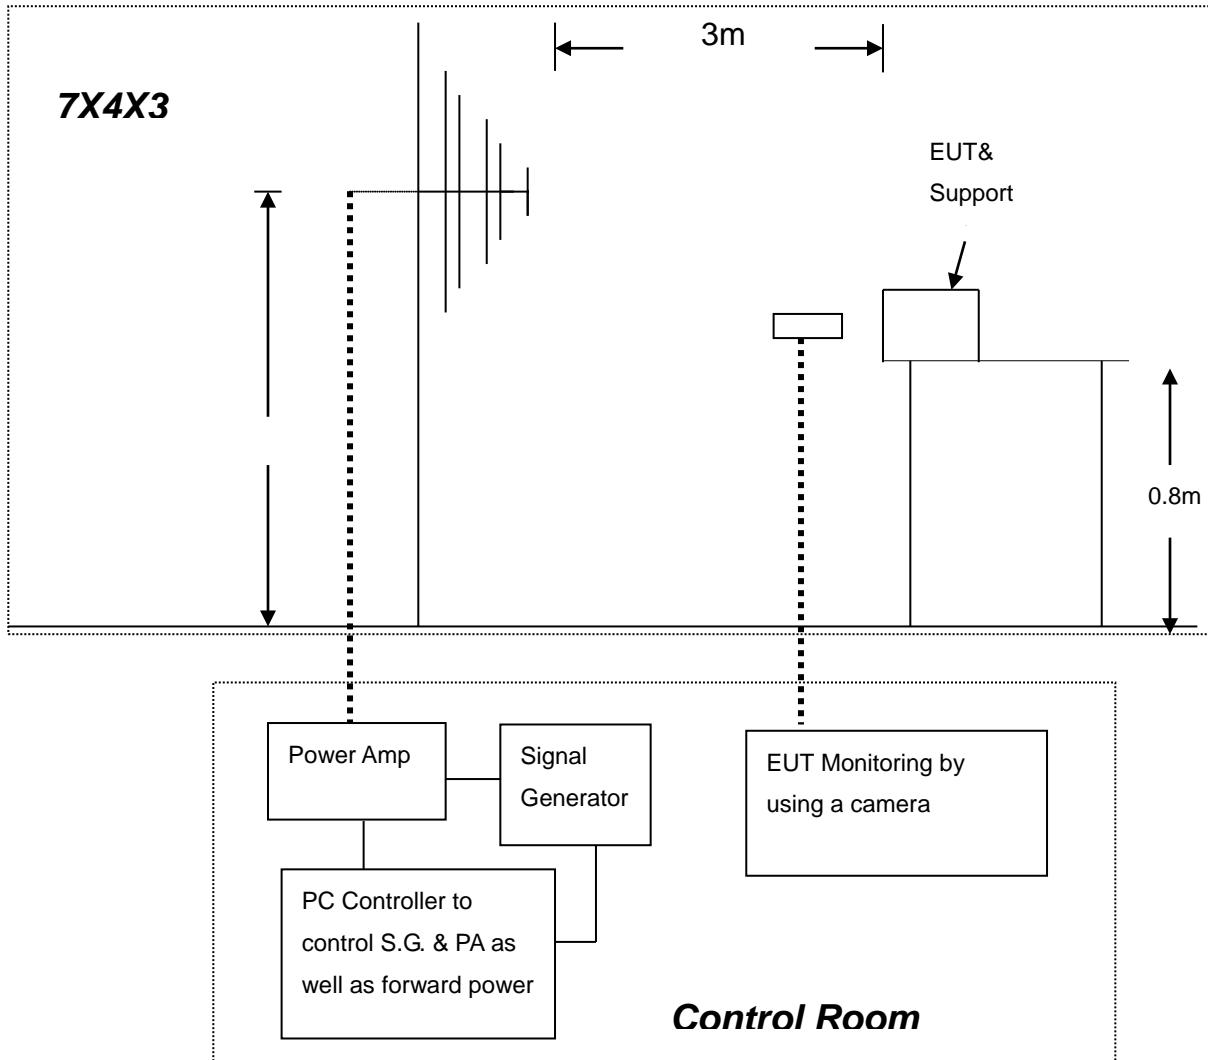 3m
7X4X3
EUT&
Support
0.8m
Power Amp
Signal
Generator
EUT Monitoring by
using a camera
PC Controller to
control S.G. & PA as
well as forward power
Control Room